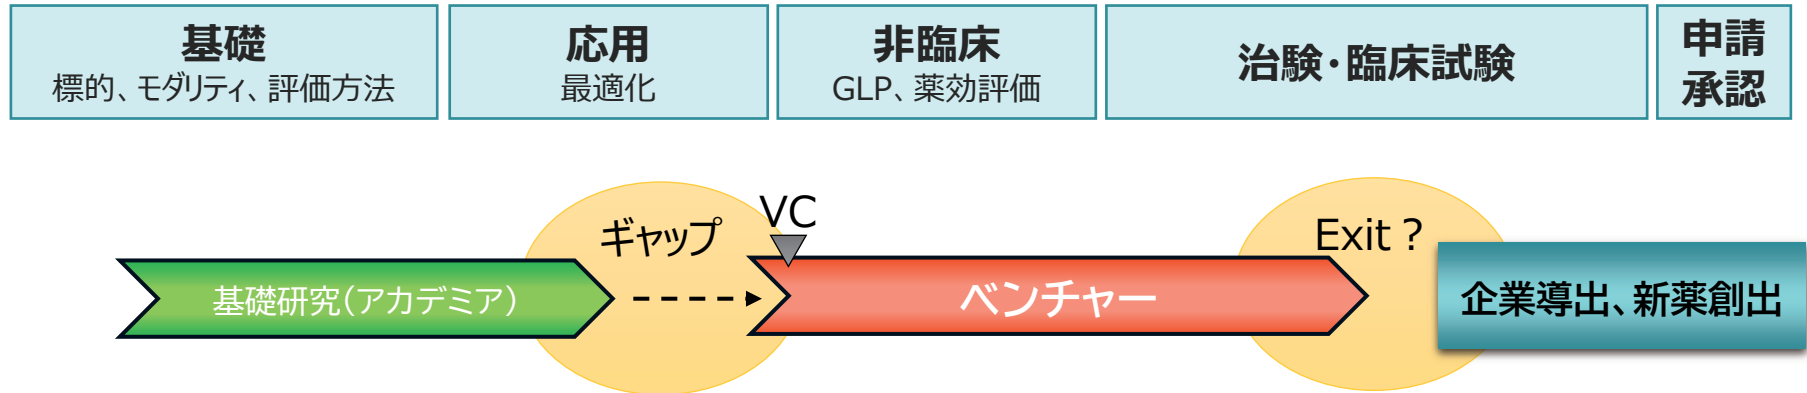 基礎
標的、モダリティ、評価方法
応用
最適化
非臨床
GLP、薬効評価
治験・臨床試験
申請
承認
ギャップ
VC
Exit？
基礎研究（アカデミア）
ベンチャー
企業導出、新薬創出